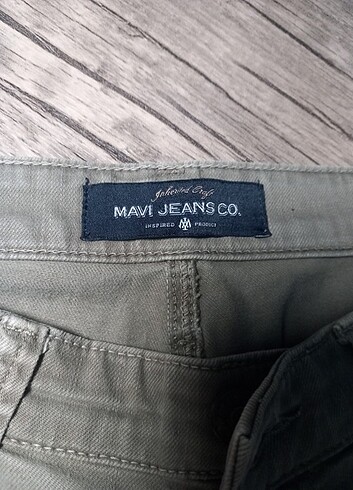 Inherited Craft
MAVI JEANS CO.
INSPIRED M PRODUCT